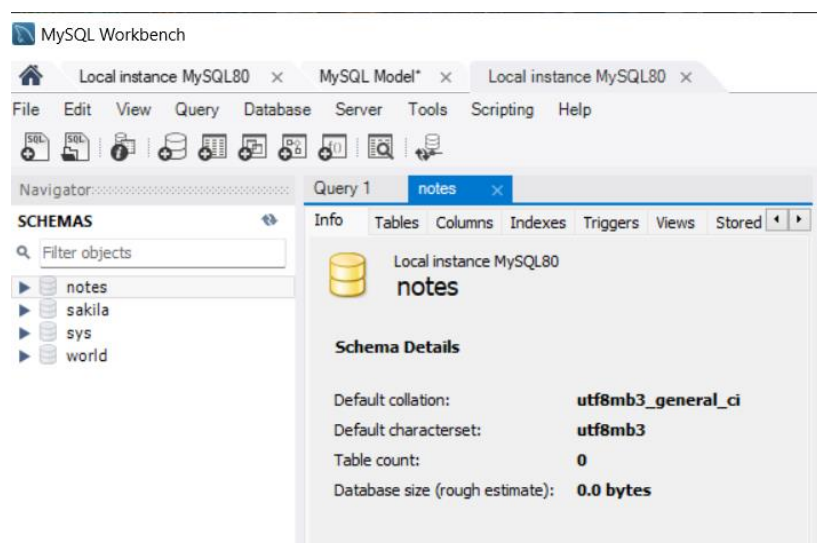 MySQL Workbench
Local instance MySQL80 × MySQL Model* × Local instance MySQL80 ×
File Edit View Query Database Server Tools Scripting Help
SQL SQL
Navigator
Query 1 notes ×
SCHEMAS
Info Tables Columns Indexes Triggers Views Stored
Filter objects
notes
sakila
sys
world
Local instance MySQL80
notes
Schema Details
Default collation: utf8mb3_general_ci
Default characterset: utf8mb3
Table count: 0
Database size (rough estimate): 0.0 bytes